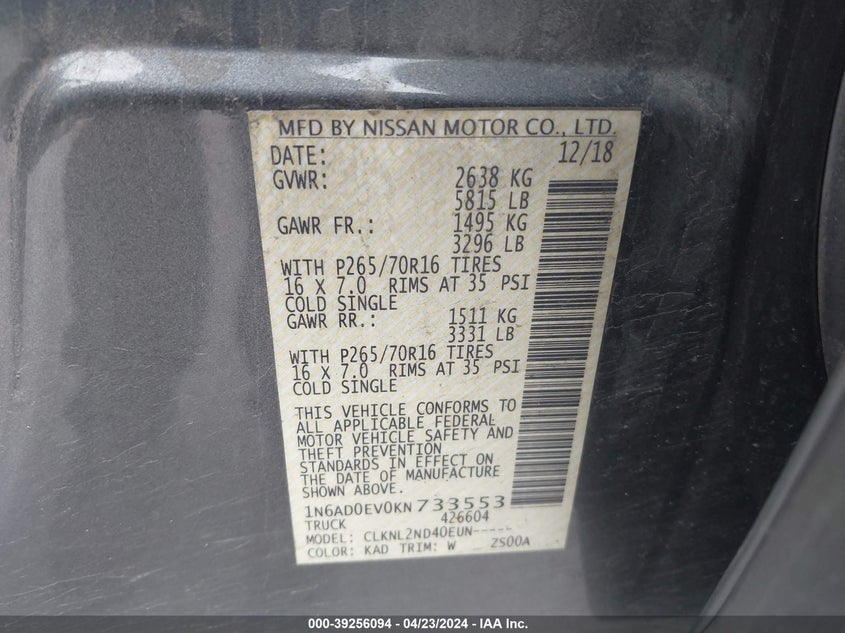 MFD BY NISSAN MOTOR CO., LTD.
DATE: 12/18
GVWR: 2638 KG
5815 LB
GAWR FR.: 1495 KG
3296 LB
WITH P265/70R16 TIRES
16 X 7.0 RIMS AT 35 PSI
COLD SINGLE
GAWR RR.: 1511 KG
3331 LB
WITH P265/70R16 TIRES
16 X 7.0 RIMS AT 35 PSI
COLD SINGLE
THIS VEHICLE CONFORMS TO
ALL APPLICABLE FEDERAL
MOTOR VEHICLE SAFETY AND
THEFT PREVENTION
STANDARDS IN EFFECT ON
THE DATE OF MANUFACTURE
SHOWN ABOVE.
1N6AD0EV0KN733553
TRUCK 426604
MODEL: CLKNL2ND40EUN-----
COLOR: KAD TRIM: W ZS00A
000-39256094 / 04/23/2024 - IAA Inc.